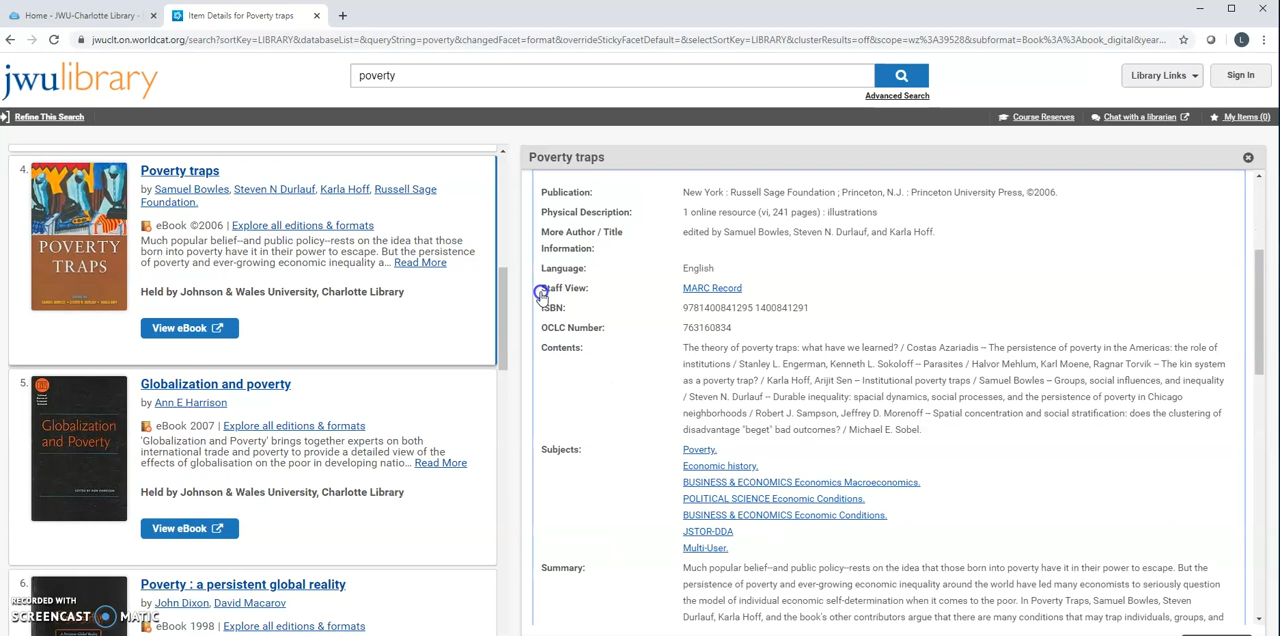 Home - JWU-Charlotte Library -
Item Details for Poverty traps
jwuclt.on.worldcat.org/search?sortKey=LIBRARY&databaseList=&queryString=poverty&changedFacet=format&overrideStickyFacetDefault=&selectSortKey=LIBRARY&clusterResults=off&scope=wz%3A39528&subformat=Book%3A%3Abook_digital&year...
L
jwulibrary
poverty
Library Links
Sign In
Advanced Search
Refine This Search
Course Reserves
Chat with a librarian
My Items (0)
4.
Poverty traps
by Samuel Bowles, Steven N Durlauf, Karla Hoff, Russell Sage
Foundation.
eBook ©2006 | Explore all editions & formats
Much popular belief--and public policy--rests on the idea that those
born into poverty have it in their power to escape. But the persistence
of poverty and ever-growing economic inequality a... Read More
Held by Johnson & Wales University, Charlotte Library
View eBook
POVERTY
TRAPS
5.
Globalization and poverty
by Ann E Harrison
eBook 2007 | Explore all editions & formats
'Globalization and Poverty' brings together experts on both
international trade and poverty to provide a detailed view of the
effects of globalisation on the poor in developing natio... Read More
Held by Johnson & Wales University, Charlotte Library
View eBook
Globalization
and Poverty
6.
Poverty : a persistent global reality
by John Dixon, David Macarov
eBook 1998 | Explore all editions & formats
RECORDED WITH
SCREENCAST MATIC
Poverty traps
Publication: New York : Russell Sage Foundation ; Princeton, N.J. : Princeton University Press, ©2006.
Physical Description: 1 online resource (vi, 241 pages) : illustrations
More Author / Title edited by Samuel Bowles, Steven N. Durlauf, and Karla Hoff.
Information:
Language: English
Staff View: MARC Record
ISBN: 9781400841295 1400841291
OCLC Number: 763160834
Contents: The theory of poverty traps: what have we learned? / Costas Azariadis -- The persistence of poverty in the Americas: the role of
institutions / Stanley L. Engerman, Kenneth L. Sokoloff -- Parasites / Halvor Mehlum, Karl Moene, Ragnar Torvik -- The kin system
as a poverty trap? / Karla Hoff, Arijit Sen -- Institutional poverty traps / Samuel Bowles -- Groups, social influences, and inequality
/ Steven N. Durlauf -- Durable inequality: spacial dynamics, social processes, and the persistence of poverty in Chicago
neighborhoods / Robert J. Sampson, Jeffrey D. Morenoff -- Spatial concentration and social stratification: does the clustering of
disadvantage "beget" bad outcomes? / Michael E. Sobel.
Subjects: Poverty.
Economic history.
BUSINESS & ECONOMICS Economics Macroeconomics.
POLITICAL SCIENCE Economic Conditions.
BUSINESS & ECONOMICS Economic Conditions.
JSTOR-DDA
Multi-User.
Summary: Much popular belief--and public policy--rests on the idea that those born into poverty have it in their power to escape. But the
persistence of poverty and ever-growing economic inequality around the world have led many economists to seriously question
the model of individual economic self-determination when it comes to the poor. In Poverty Traps, Samuel Bowles, Steven
Durlauf, Karla Hoff, and the book's other contributors argue that there are many conditions that may trap individuals, groups, and